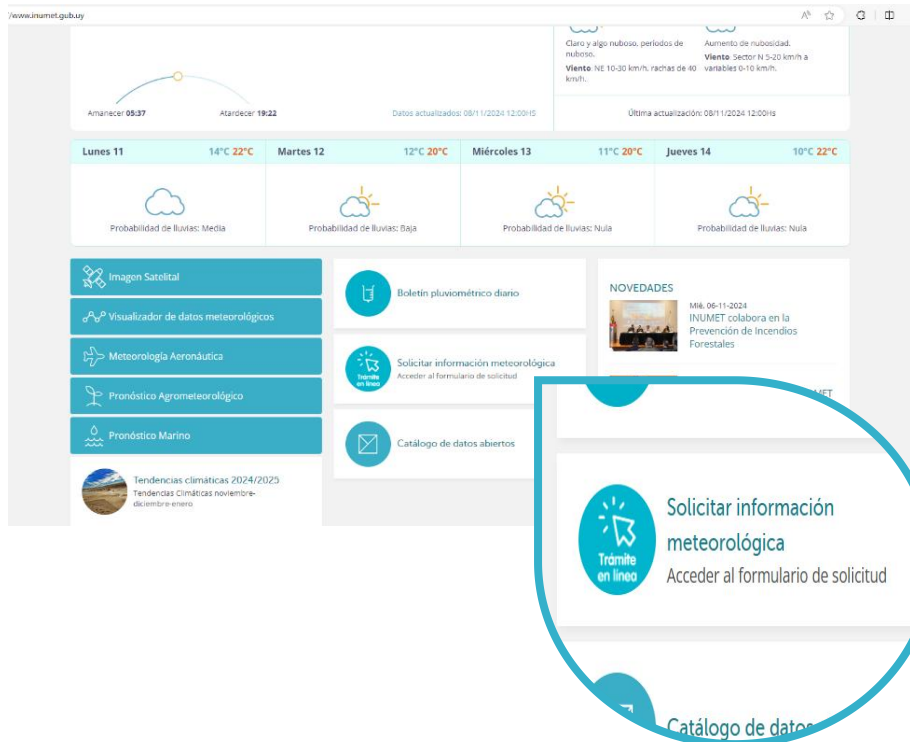 /www.inumet.gub.uy
Claro y algo nuboso, períodos de
nuboso.
Viento: NE 10-30 km/h, rachas de 40
km/h.
Aumento de nubosidad.
Viento: Sector N 5-20 km/h a
variables 0-10 km/h.
Amanecer 05:37
Atardecer 19:22
Datos actualizados: 08/11/2024 12:00HS
Última actualización: 08/11/2024 12:00Hs
Lunes 11 14°C 22°C
Martes 12 12°C 20°C
Miércoles 13 11°C 20°C
Jueves 14 10°C 22°C
Probabilidad de lluvias: Media
Probabilidad de lluvias: Baja
Probabilidad de lluvias: Nula
Probabilidad de lluvias: Nula
Imagen Satelital
Visualizador de datos meteorológicos
Meteorología Aeronáutica
Pronóstico Agrometeorológico
Pronóstico Marino
Tendencias climáticas 2024/2025
Tendencias Climáticas noviembre-
diciembre-enero
Boletín pluviométrico diario
Trámite
en línea
Solicitar información meteorológica
Acceder al formulario de solicitud
Catálogo de datos abiertos
NOVEDADES
Mié, 06-11-2024
INUMET colabora en la
Prevención de Incendios
Forestales
Trámite
en línea
Solicitar información
meteorológica
Acceder al formulario de solicitud
Catálogo de datos